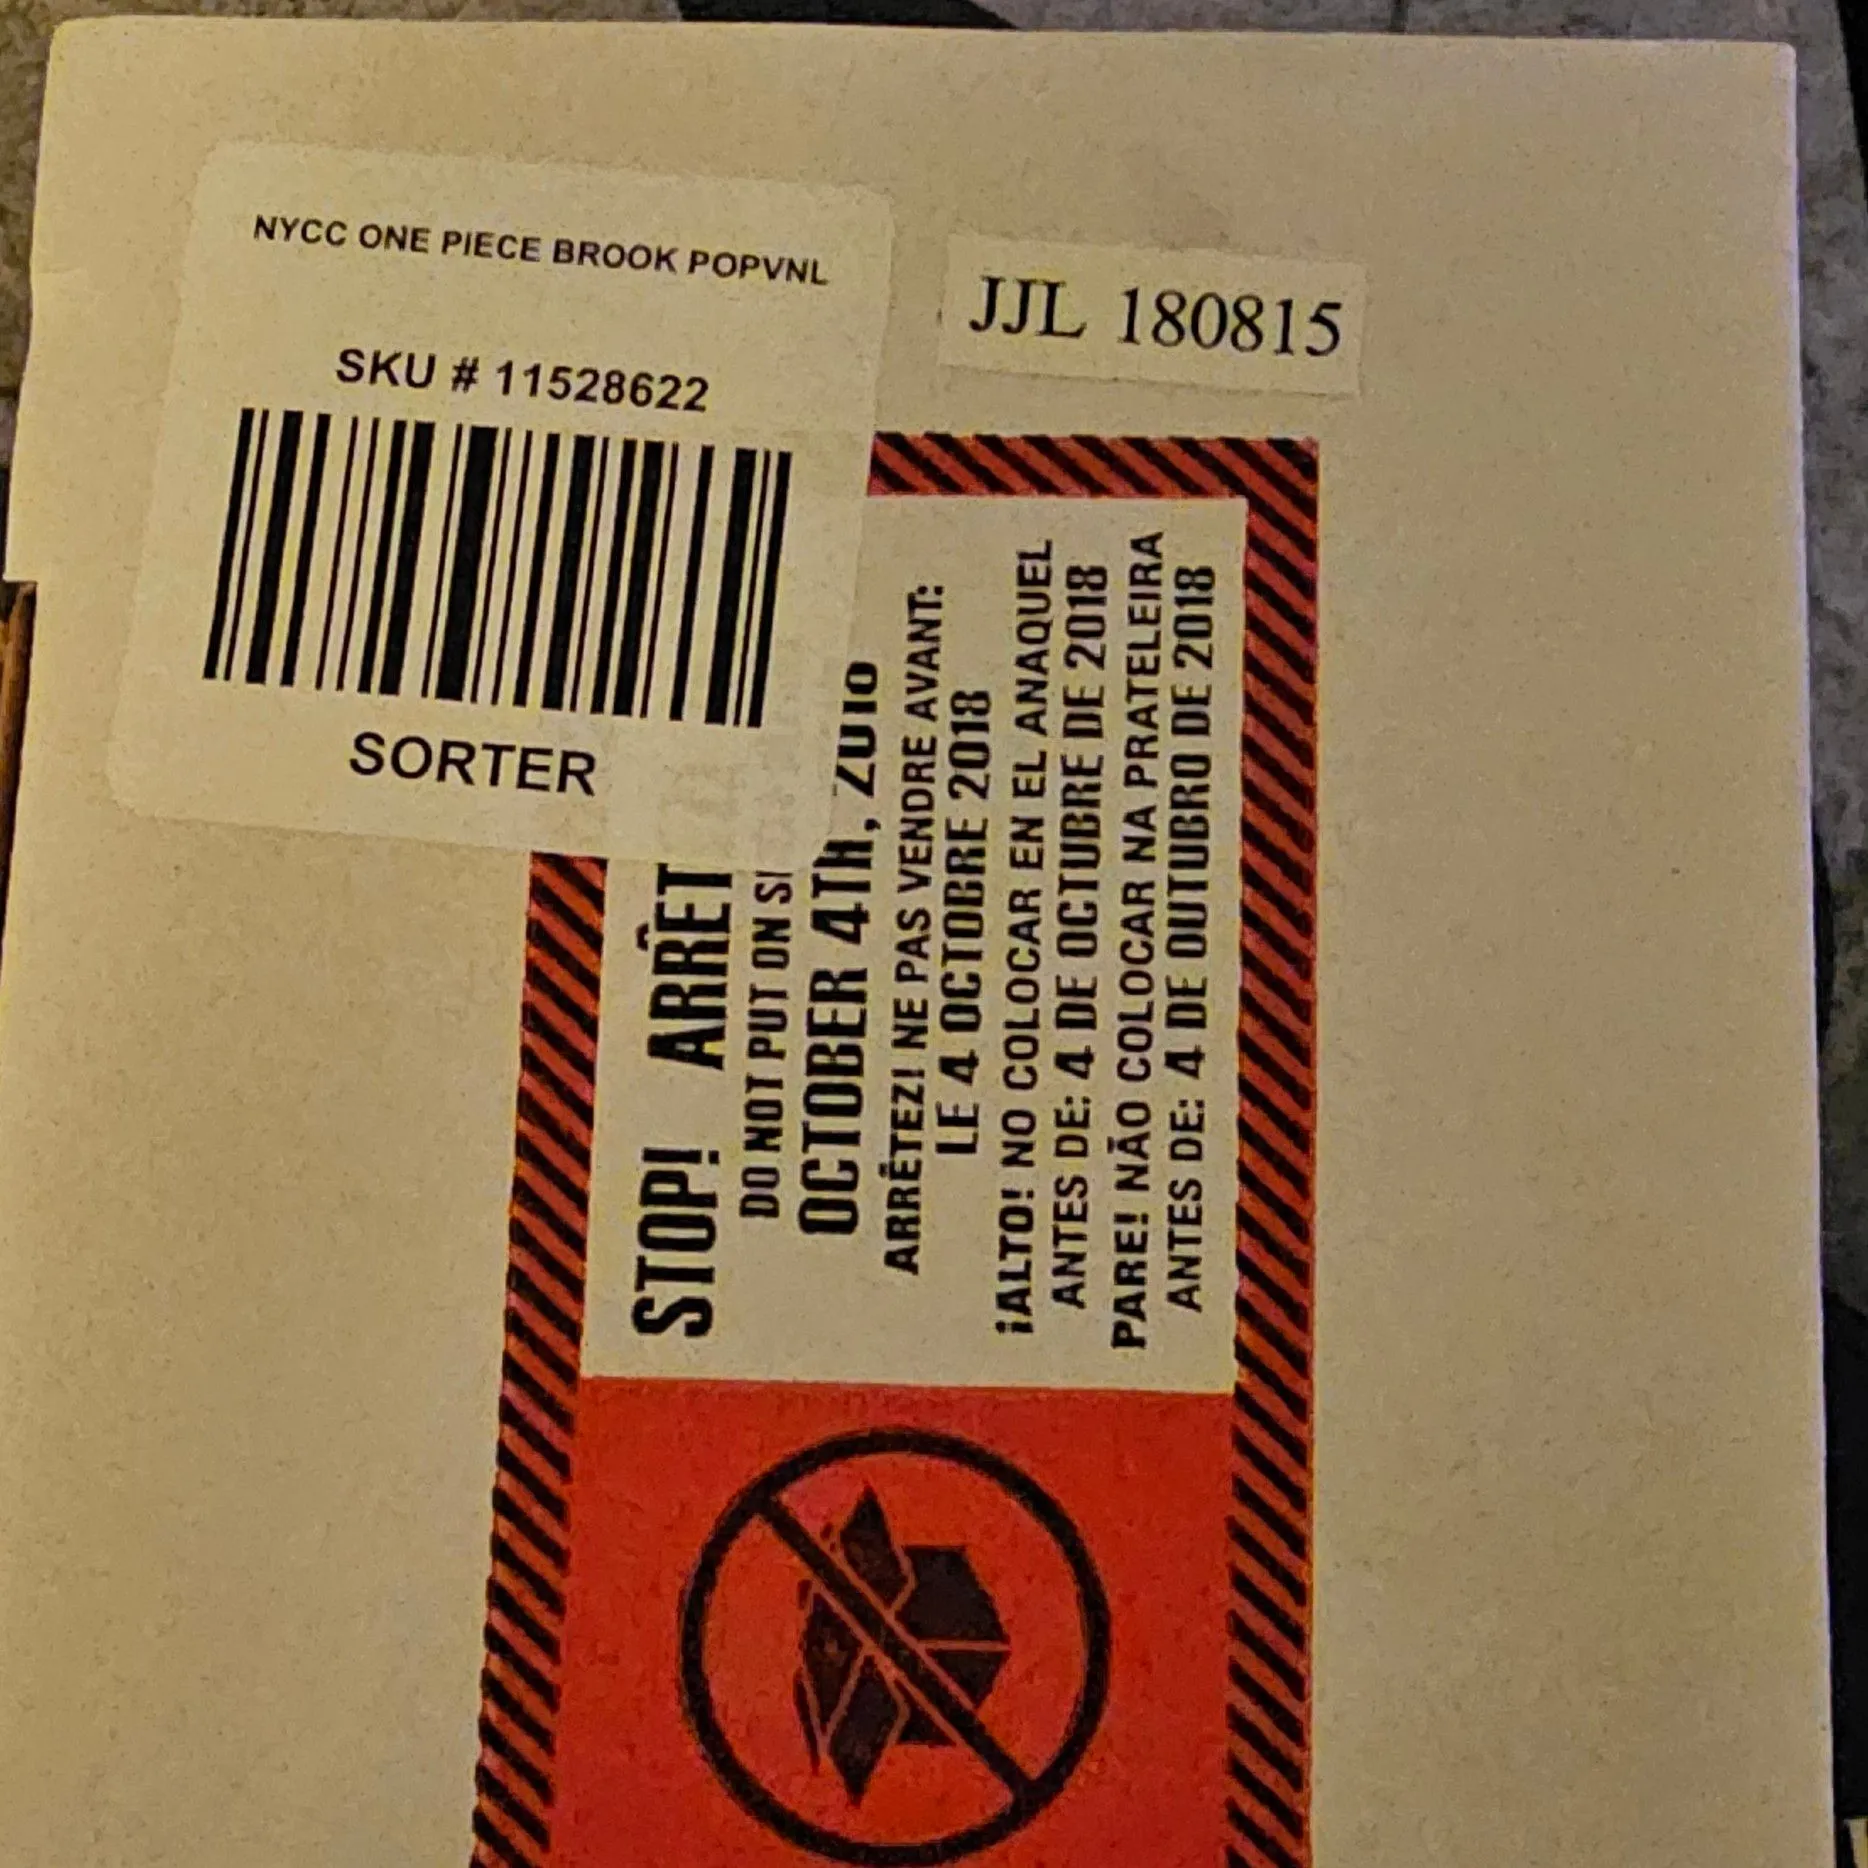 NYCC ONE PIECE BROOK POPVNL
SKU # 11528622
SORTER
JJL 180815
STOP! ARRÊT
DO NOT PUT ON
OCTOBER 4TH, 2018
ARRÊTEZ! NE PAS VENDRE AVANT:
LE 4 OCTOBRE 2018
¡ALTO! NO COLOCAR EN EL ANAQUEL
ANTES DE: 4 DE OCTUBRE DE 2018
PARE! NÃO COLOCAR NA PRATELEIRA
ANTES DE: 4 DE OUTUBRO DE 2018